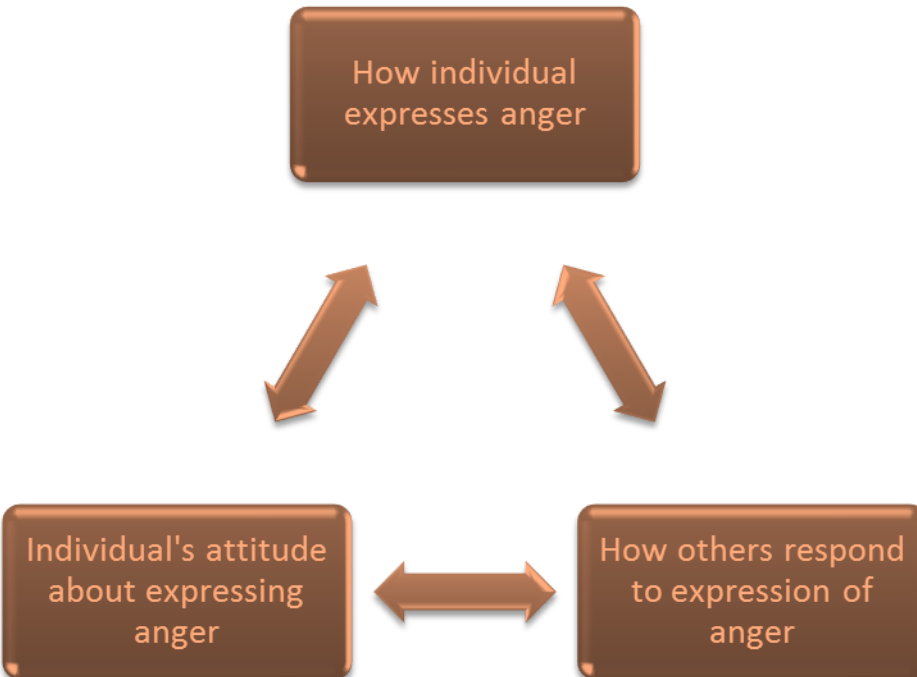 How individual
expresses anger
Individual's attitude
about expressing
anger
How others respond
to expression of
anger